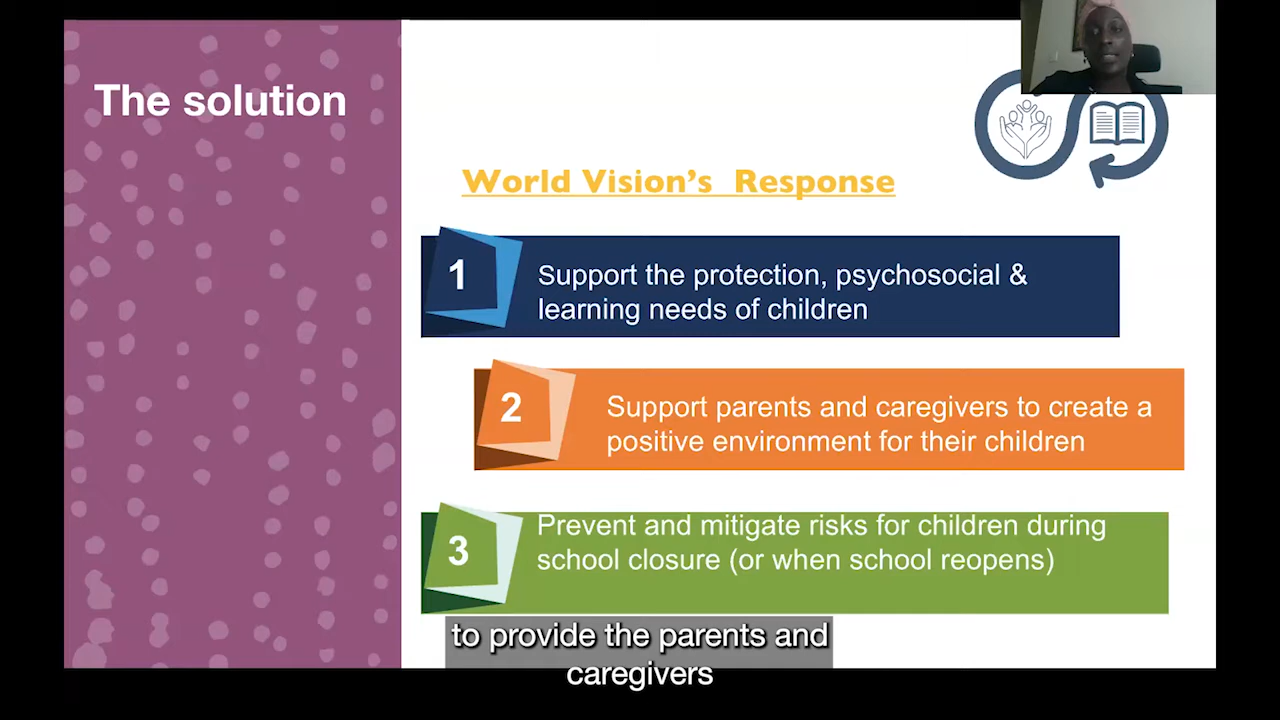 The solution
World Vision's Response
1
Support the protection, psychosocial &
learning needs of children
2
Support parents and caregivers to create a
positive environment for their children
3
Prevent and mitigate risks for children during
school closure (or when school reopens)
to provide the parents and
caregivers